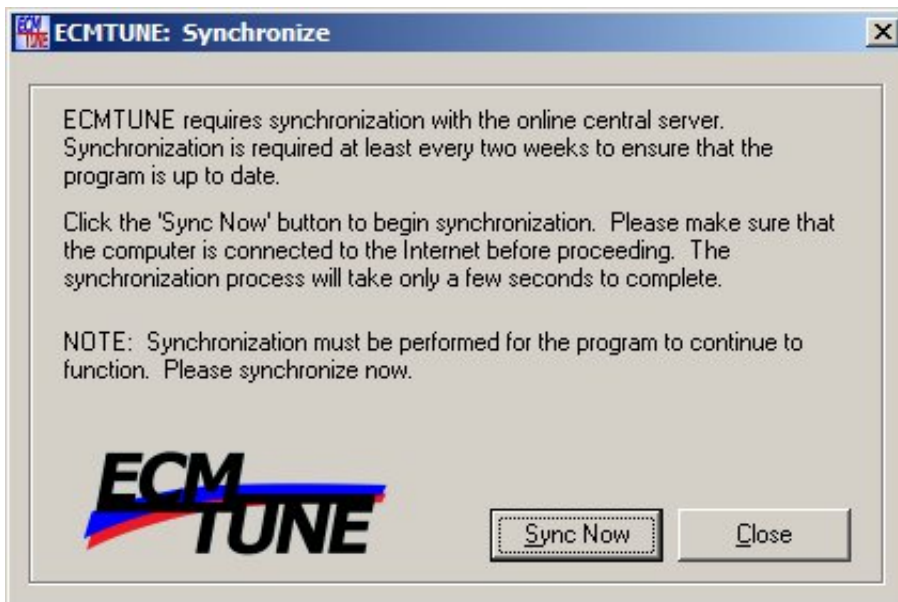 ECM
TUNE
ECMTUNE:  Synchronize
ECMTUNE requires synchronization with the online central server.
Synchronization is required at least every two weeks to ensure that the
program is up to date.
Click the 'Sync Now' button to begin synchronization.  Please make sure that
the computer is connected to the Internet before proceeding.  The
synchronization process will take only a few seconds to complete.
NOTE:  Synchronization must be performed for the program to continue to
function.  Please synchronize now.
ECM
TUNE
Sync Now
Close